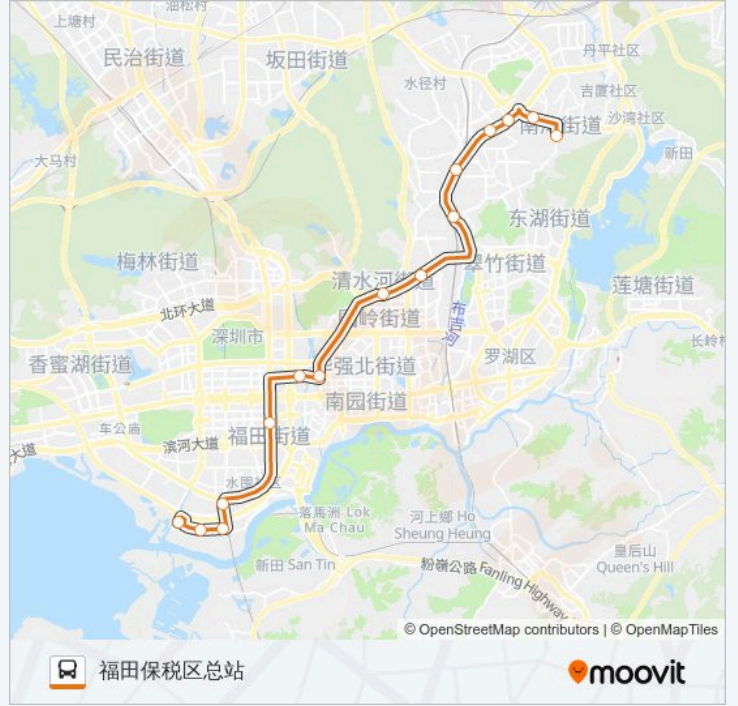 油松村
上塘村
民治街道
坂田街道
丹平社区
水径村
吉厦社区
街道
沙湾社区
大马村
新田
东湖街道
梅林街道
翠竹街道
清水河街道
莲塘街道
北环大道
布吉河
岭街道
深圳市
长岭
罗湖区
香蜜湖街道
强北街道
南园街道
车公庙
滨河大道
福田街道
大道
水围社区
落馬洲 Lok
Ma Chau
河上鄉 Ho
Sheung Heung
皇后山
Queen's Hill
新田 San Tin
粉嶺公路 Fanling Highway
© OpenStreetMap contributors | © OpenMapTiles
福田保税区总站
moovit